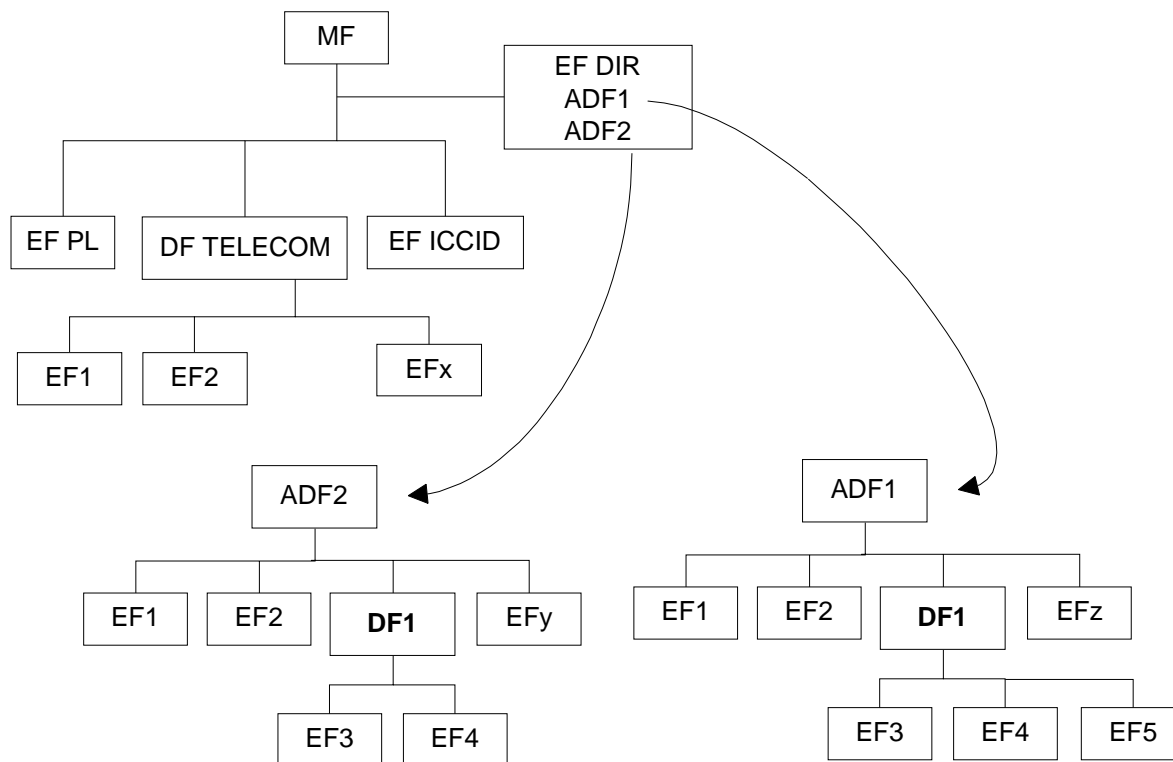 MF
EF DIR
ADF1
ADF2
EF PL
DF TELECOM
EF ICCID
EF1
EF2
EFx
ADF2
ADF1
EF1
EF2
DF1
EFy
EF1
EF2
DF1
EFz
EF3
EF4
EF3
EF4
EF5